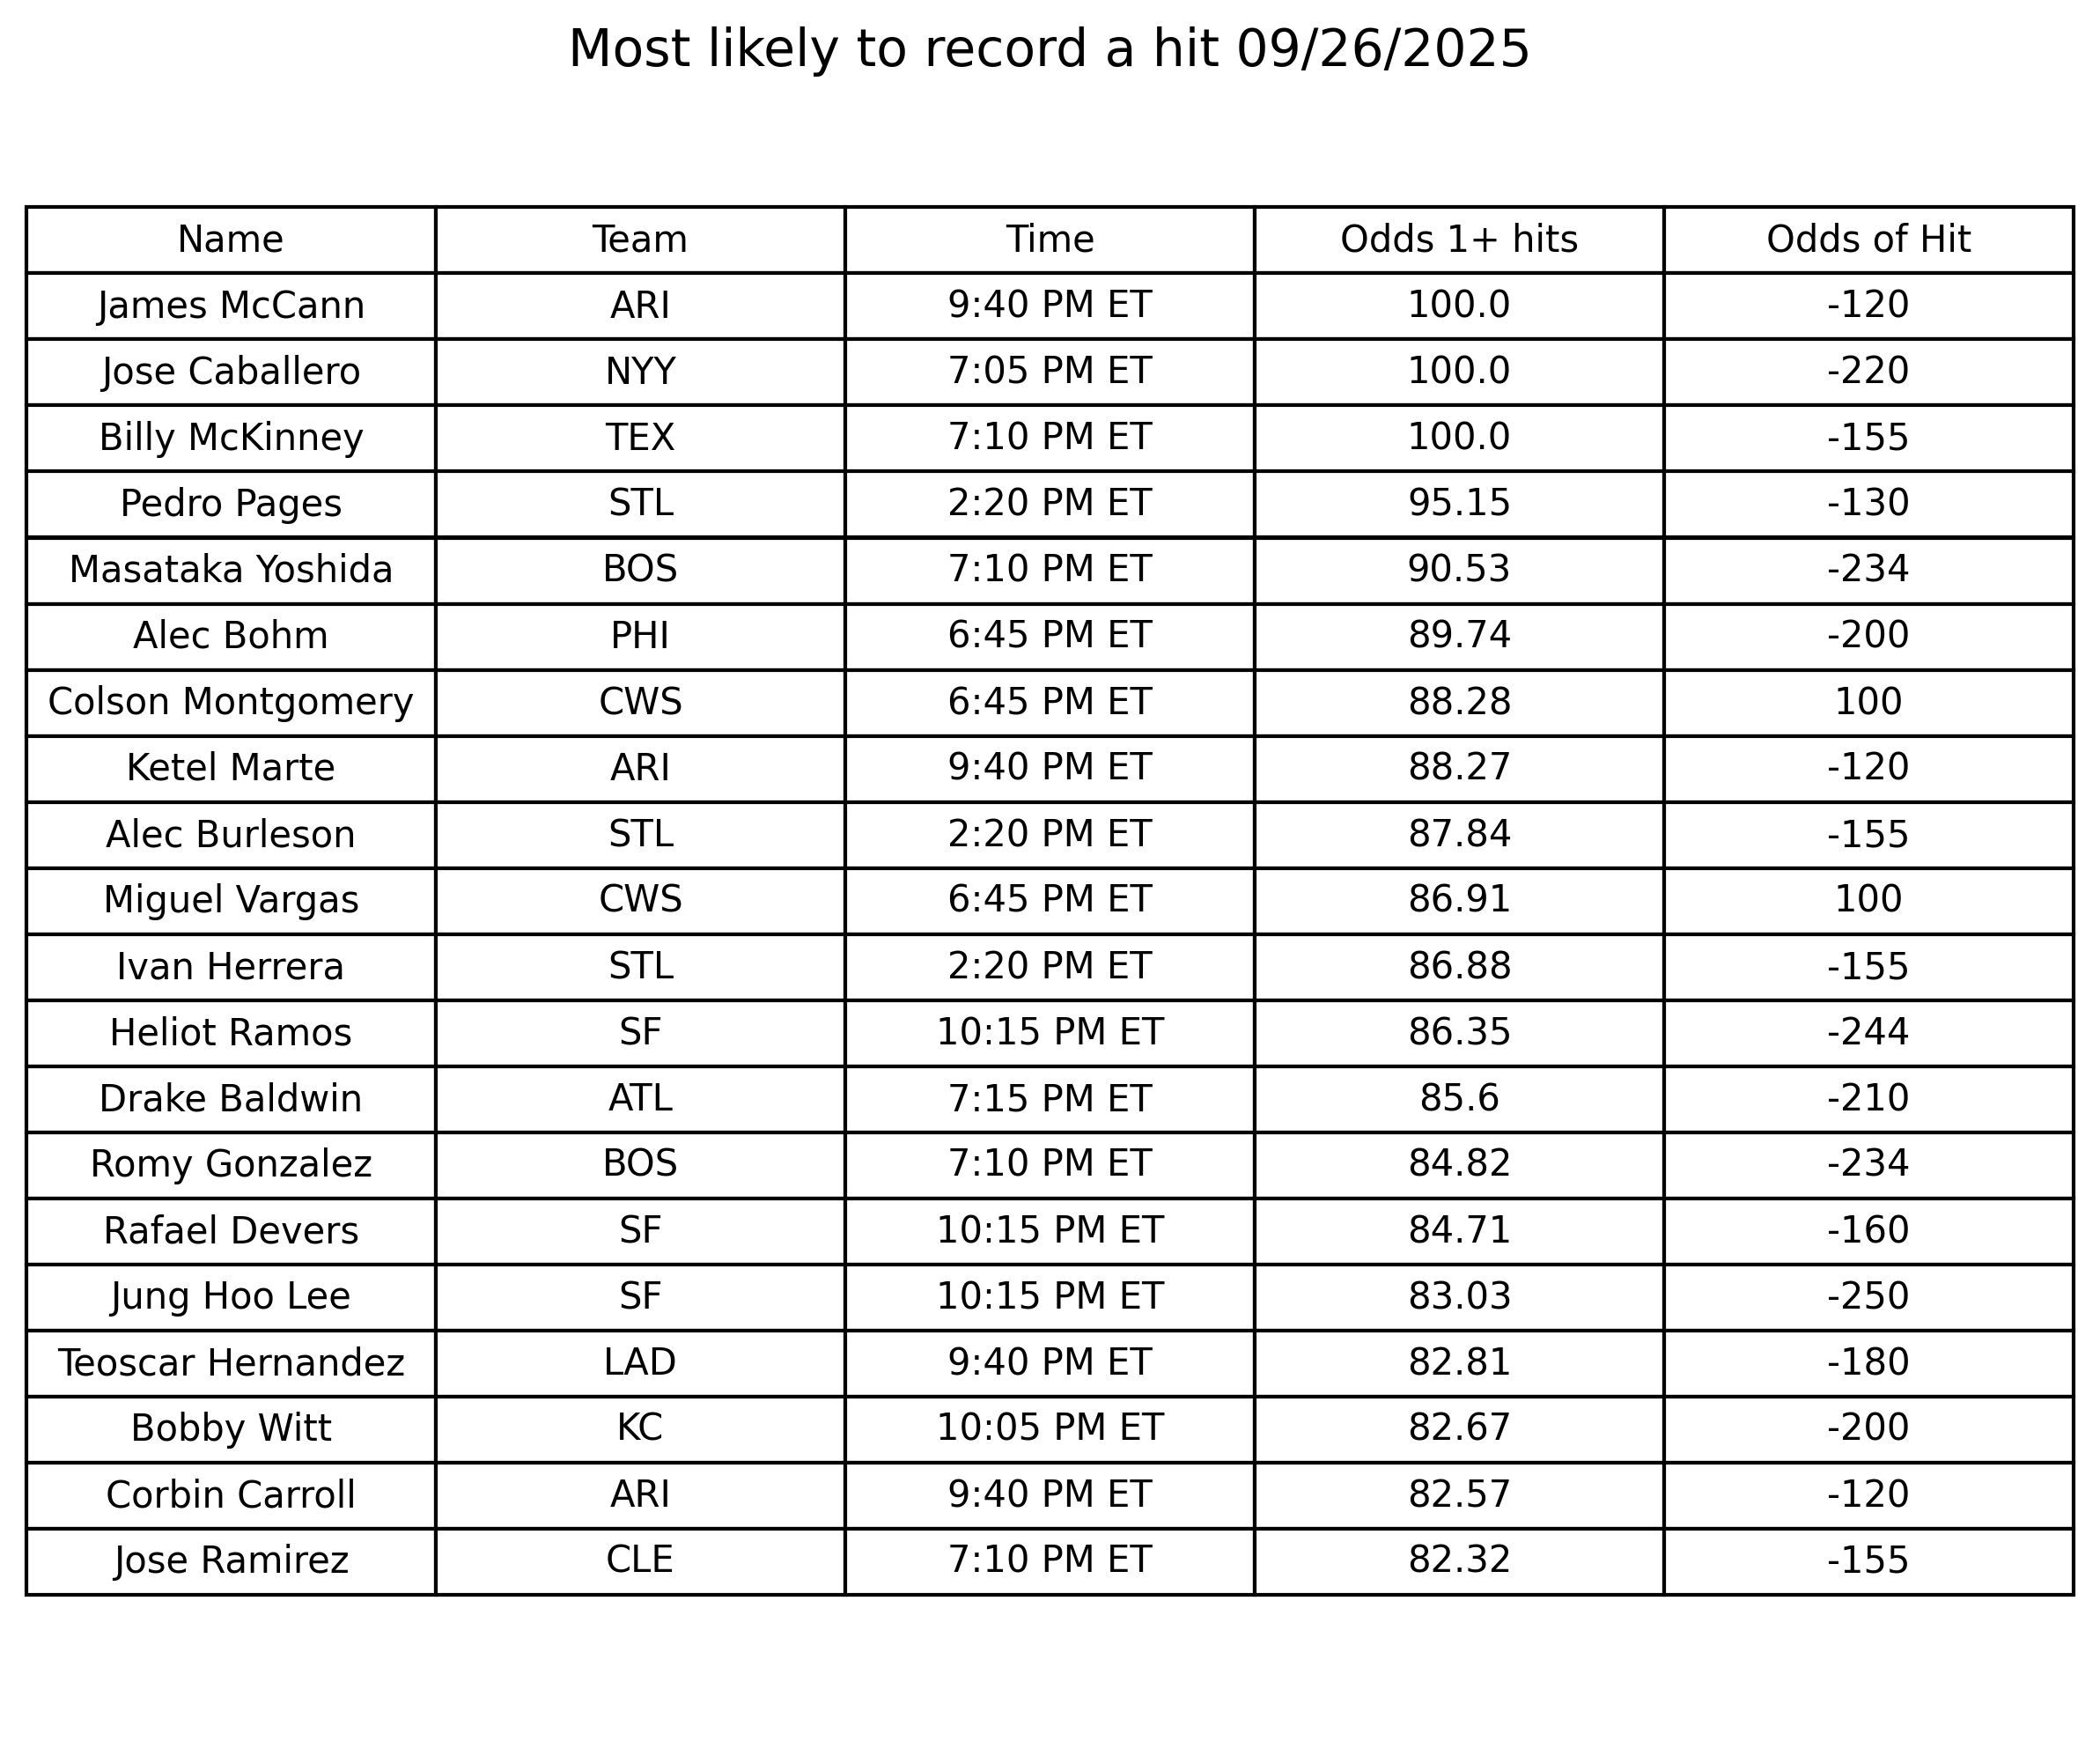 Most likely to record a hit 09/26/2025
Name Team Time Odds 1+ hits Odds of Hit
James McCann ARI 9:40 PM ET 100.0 -120
Jose Caballero NYY 7:05 PM ET 100.0 -220
Billy McKinney TEX 7:10 PM ET 100.0 -155
Pedro Pages STL 2:20 PM ET 95.15 -130
Masataka Yoshida BOS 7:10 PM ET 90.53 -234
Alec Bohm PHI 6:45 PM ET 89.74 -200
Colson Montgomery CWS 6:45 PM ET 88.28 100
Ketel Marte ARI 9:40 PM ET 88.27 -120
Alec Burleson STL 2:20 PM ET 87.84 -155
Miguel Vargas CWS 6:45 PM ET 86.91 100
Ivan Herrera STL 2:20 PM ET 86.88 -155
Heliot Ramos SF 10:15 PM ET 86.35 -244
Drake Baldwin ATL 7:15 PM ET 85.6 -210
Romy Gonzalez BOS 7:10 PM ET 84.82 -234
Rafael Devers SF 10:15 PM ET 84.71 -160
Jung Hoo Lee SF 10:15 PM ET 83.03 -250
Teoscar Hernandez LAD 9:40 PM ET 82.81 -180
Bobby Witt KC 10:05 PM ET 82.67 -200
Corbin Carroll ARI 9:40 PM ET 82.57 -120
Jose Ramirez CLE 7:10 PM ET 82.32 -155